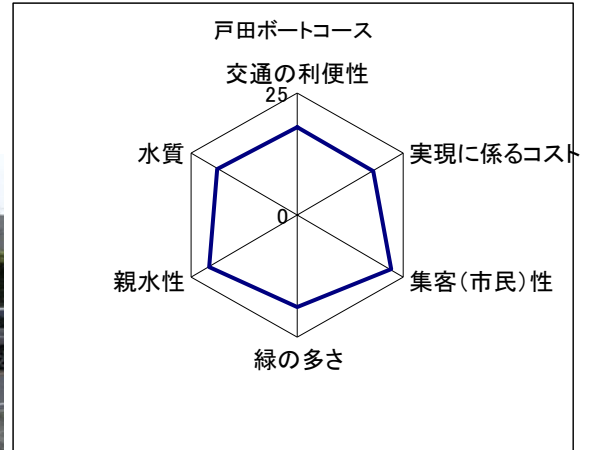 戸田ボートコース
交通の利便性
25
水質
実現に係るコスト
0
親水性
集客（市民）性
緑の多さ